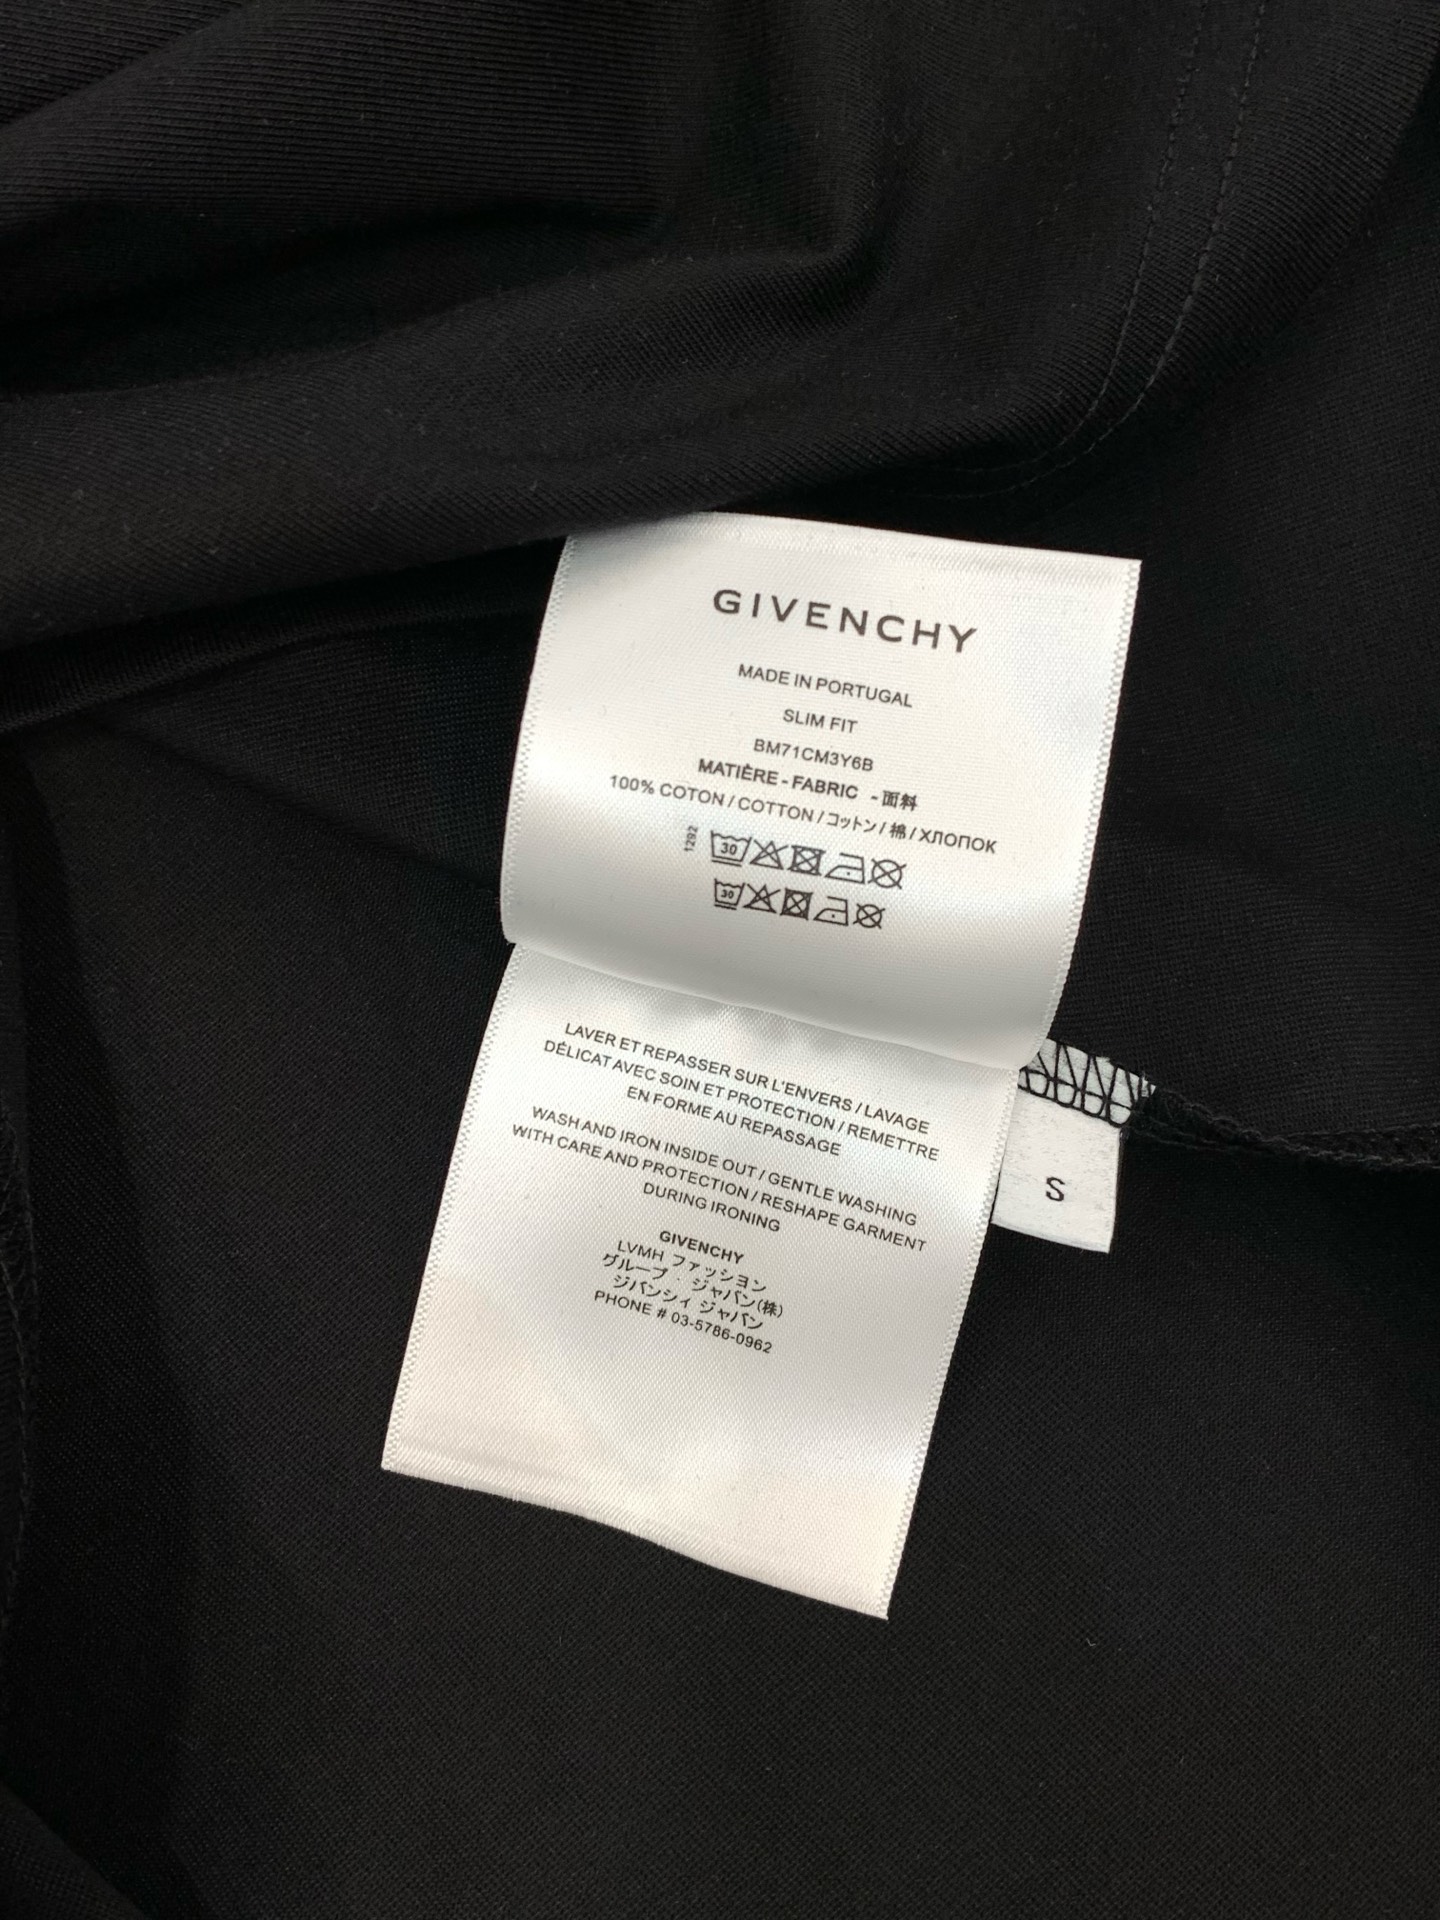 GIVENCHY
MADE IN PORTUGAL
SLIM FIT
BM71CM3Y6B
MATIÈRE - FABRIC - 面料
100% COTON / COTTON / コットン / 棉 / ХЛОПОК
1292
30
30
LAVER ET REPASSER SUR L'ENVERS / LAVAGE
DÉLICAT AVEC SOIN ET PROTECTION / REMETTRE
EN FORME AU REPASSAGE
WASH AND IRON INSIDE OUT / GENTLE WASHING
WITH CARE AND PROTECTION / RESHAPE GARMENT
DURING IRONING
GIVENCHY
LVMH ファッション
グループ・ジャパン(株)
ジバンシィ ジャパン
PHONE # 03-5786-0962
S